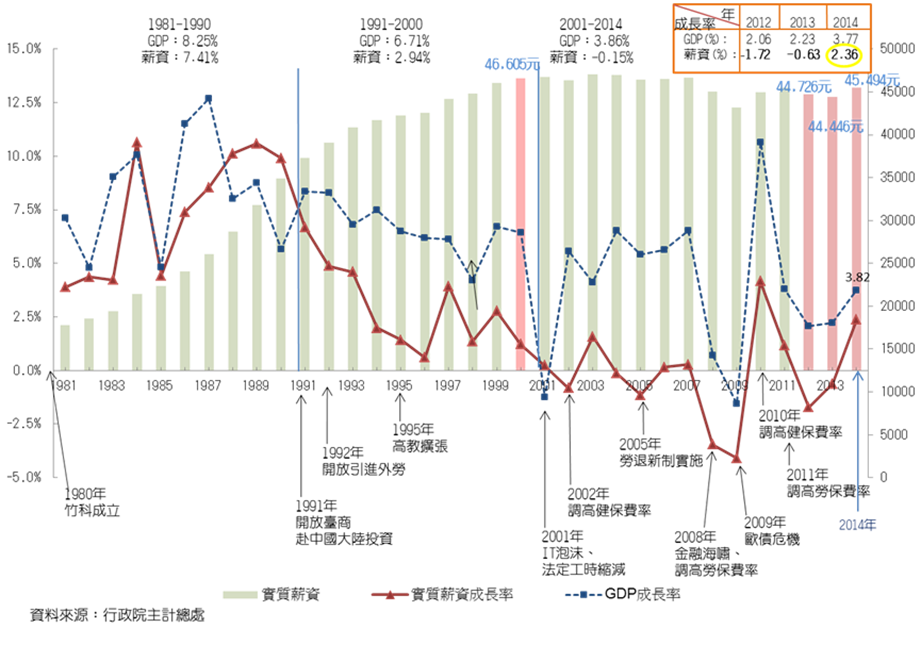 1981-1990
GDP：8.25%
薪資：7.41%
1991-2000
GDP：6.71%
薪資：2.94%
2001-2014
GDP：3.86%
薪資：-0.15%
年
成長率
2012 2013 2014
GDP(%)： 2.06 2.23 3.77
薪資(%)： -1.72 -0.63 2.36
46.605元
44.726元
45.494元
44.446元
3.82
15.0%
12.5%
10.0%
7.5%
5.0%
2.5%
0.0%
-2.5%
-5.0%
50000
45000
40000
35000
30000
25000
20000
15000
10000
5000
0
1981 1983 1985 1987 1989 1991 1993 1995 1997 1999 2001 2003 2005 2007 2009 2011 2013
1980年
竹科成立
1991年
開放臺商
赴中國大陸投資
1992年
開放引進外勞
1995年
高教擴張
2001年
IT泡沫、
法定工時縮減
2002年
調高健保費率
2005年
勞退新制實施
2008年
金融海嘯、
調高勞保費率
2009年
歐債危機
2010年
調高健保費率
2011年
調高勞保費率
2014年
實質薪資
實質薪資成長率
GDP成長率
資料來源：行政院主計總處